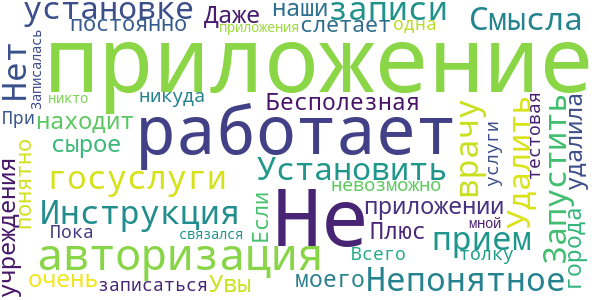 установке
Даже
наши
записи
Смысла
постоянно
слетает
одна
приложения
Нет
Записалась
приложение
никто
никуда
Бесполезная
При
находит
сырое
работает
врачу
Удалить
тестовая
Запустить
услуги
удалила
Установить
госуслуги
невозможно
учреждения
понятно
Инструкция
Не
Если
приложении
мной
города
Пока
связался
Плюс
прием
авторизация
Всего
толку
очень
записаться
Увы
моего
Непонятное